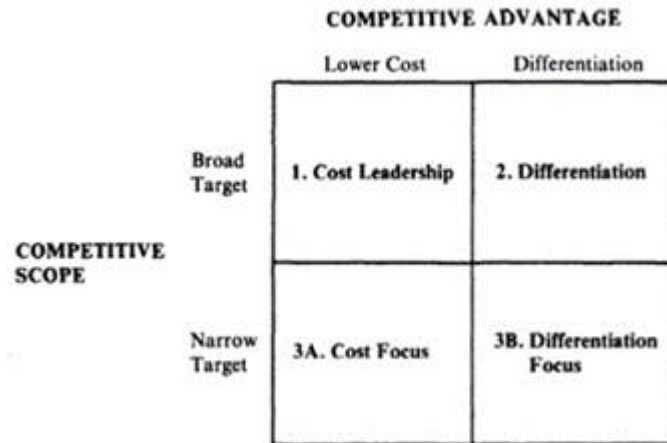 COMPETITIVE ADVANTAGE
Lower Cost Differentiation
Broad
Target
1. Cost Leadership
2. Differentiation
COMPETITIVE
SCOPE
Narrow
Target
3A. Cost Focus
3B. Differentiation
Focus